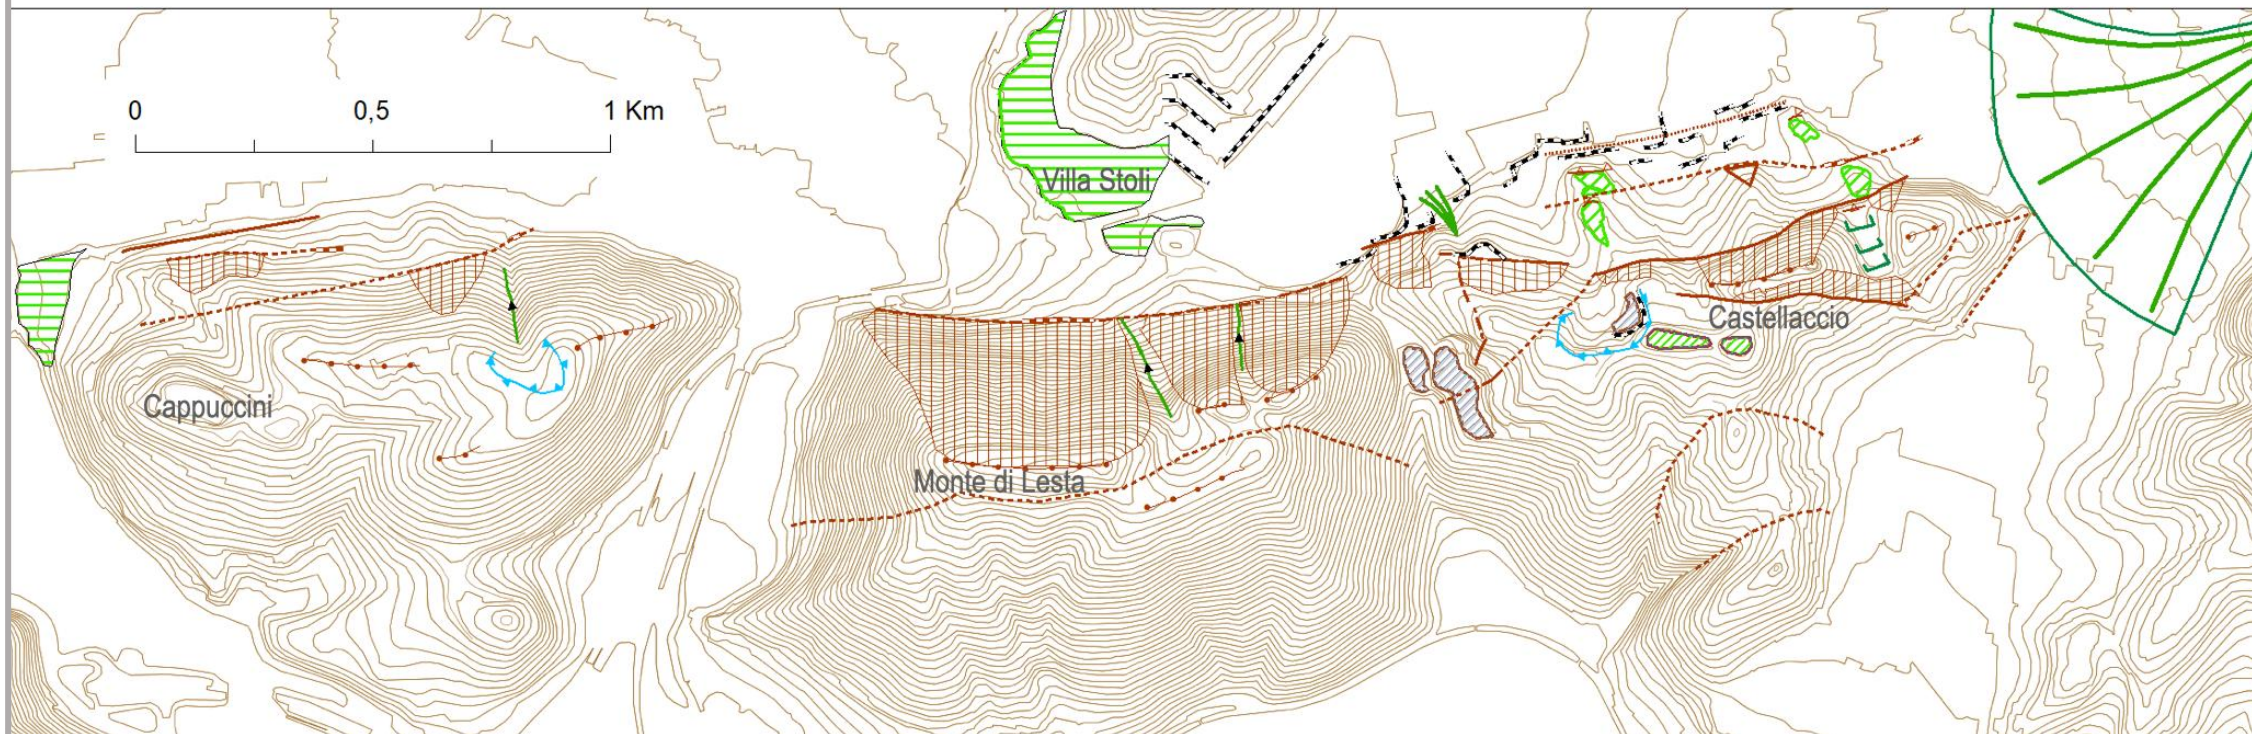 0 0,5 1 Km
Villa Stoli
Castellaccio
Cappuccini
Monte di Lesta